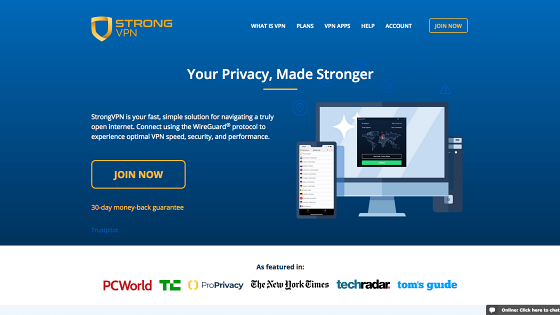 STRONG
VPN
WHAT IS VPN PLANS VPN APPS HELP ACCOUNT JOIN NOW
Your Privacy, Made Stronger
StrongVPN is your fast, simple solution for navigating a truly
open internet. Connect using the WireGuard® protocol to
experience optimal VPN speed, security, and performance.
JOIN NOW
30-day money-back guarantee
Trustpilot
As featured in:
PCWorld TC ProPrivacy The New York Times techradar. tom's guide
Online: Click here to chat